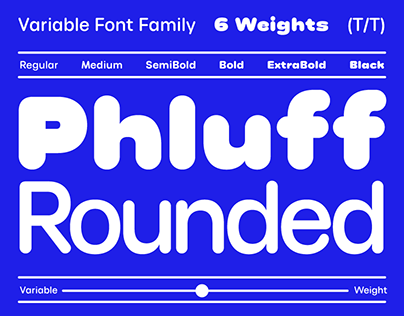 Variable Font Family 6 Weights (T/T)
Regular Medium SemiBold Bold ExtraBold Black
Phluff
Rounded
Variable Weight